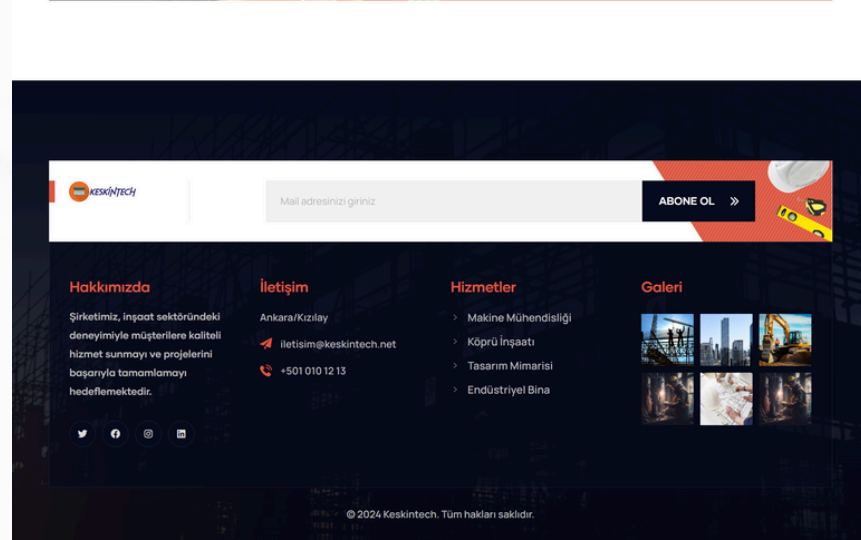 KESKİNTECH
Mail adresinizi giriniz
ABONE OL
Hakkımızda
Şirketimiz, inşaat sektöründeki
deneyimiyle müşterilere kaliteli
hizmet sunmayı ve projelerini
başarıyla tamamlamayı
hedeflemektedir.
İletişim
Ankara/Kızılay
iletisim@keskintech.net
+501 010 12 13
Hizmetler
Makine Mühendisliği
Köprü İnşaatı
Tasarım Mimarisi
Endüstriyel Bina
Galeri
© 2024 Keskintech. Tüm hakları saklıdır.